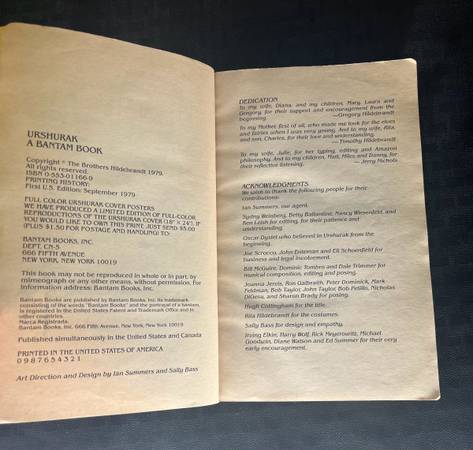 URSHURAK
A BANTAM BOOK
Copyright © The Brothers Hildebrandt 1979.
All rights reserved.
ISBN 0-553-01166-0
PRINTING HISTORY:
First U.S. Edition: September 1979
FULL COLOR URSHURAK COVER POSTERS
WE HAVE PRODUCED A LIMITED EDITION OF FULL-COLOR
REPRODUCTIONS OF THE URSHURAK COVER (18" X 24"). IF
YOU WOULD LIKE TO OWN THIS PRINT, JUST SEND $5.00
(PLUS $1.50 FOR POSTAGE AND HANDLING) TO:
BANTAM BOOKS, INC.
DEPT. CN-5
666 FIFTH AVENUE
NEW YORK, NEW YORK 10019
This book may not be reproduced in whole or in part, by
mimeograph or any other means, without permission. For
information address: Bantam Books, Inc.
Bantam Books are published by Bantam Books, Inc. Its trademark
consisting of the words "Bantam Books" and the portrayal of a bantam,
is registered in the United States Patent and Trademark Office and in
other countries.
Marca Registrada.
Bantam Books Inc. 666 Fifth Avenue, New York, New York 10019
Published simultaneously in the United States and Canada
PRINTED IN THE UNITED STATES OF AMERICA
0 9 8 7 6 5 4 3 2 1
Art Direction and Design by Ian Summers and Sally Bass
DEDICATION
To my wife, Diana, and my children, Mary, Laura and
Gregory, for their support and encouragement from the
beginning.
—Gregory Hildebrandt
To my Mother first of all, who made me look for the elves
and fairies when I was very young. And to my wife, Rita,
and son, Charles, for their love.
—Timothy Hildebrandt
To my wife, Julie, for her typing, editing and Amazon
philosophy. And to my children, Matt, Miles and Danny, for
their reflective listening.
—Jerry Nichols
ACKNOWLEDGMENTS
We wish to thank the following people for their
contributions:
Ian Summers, our agent.
Sydny Weinberg, Betty Ballantine, Nancy Wiesenfeld, and
Ben Leish for editing, for their patience and
understanding.
Oscar Dystel who believed in Urshurak from the
beginning.
Joe Scrocco, John Esteman and Eli Schoenfield for
business and legal involvement.
Bill McGuire, Dominic Tombro and Dale Trimmer for
musical composition, editing and posing.
Joanna Jervis, Ron Galbraith, Peter Dominick, Mark
Feldman, Bob Taylor, John Taylor, Bob Petillo, Nicholas
DiGesu, and Sharon Brady for posing.
Hugh Collingham for the title.
Rita Hildebrandt for the costumes.
Sally Bass for design and empathy.
Irving Elkin, Harry Wolf, Rick Meyerowitz, Michael
Goodwin, Diane Watson and Ed Summer for their very
early encouragement.